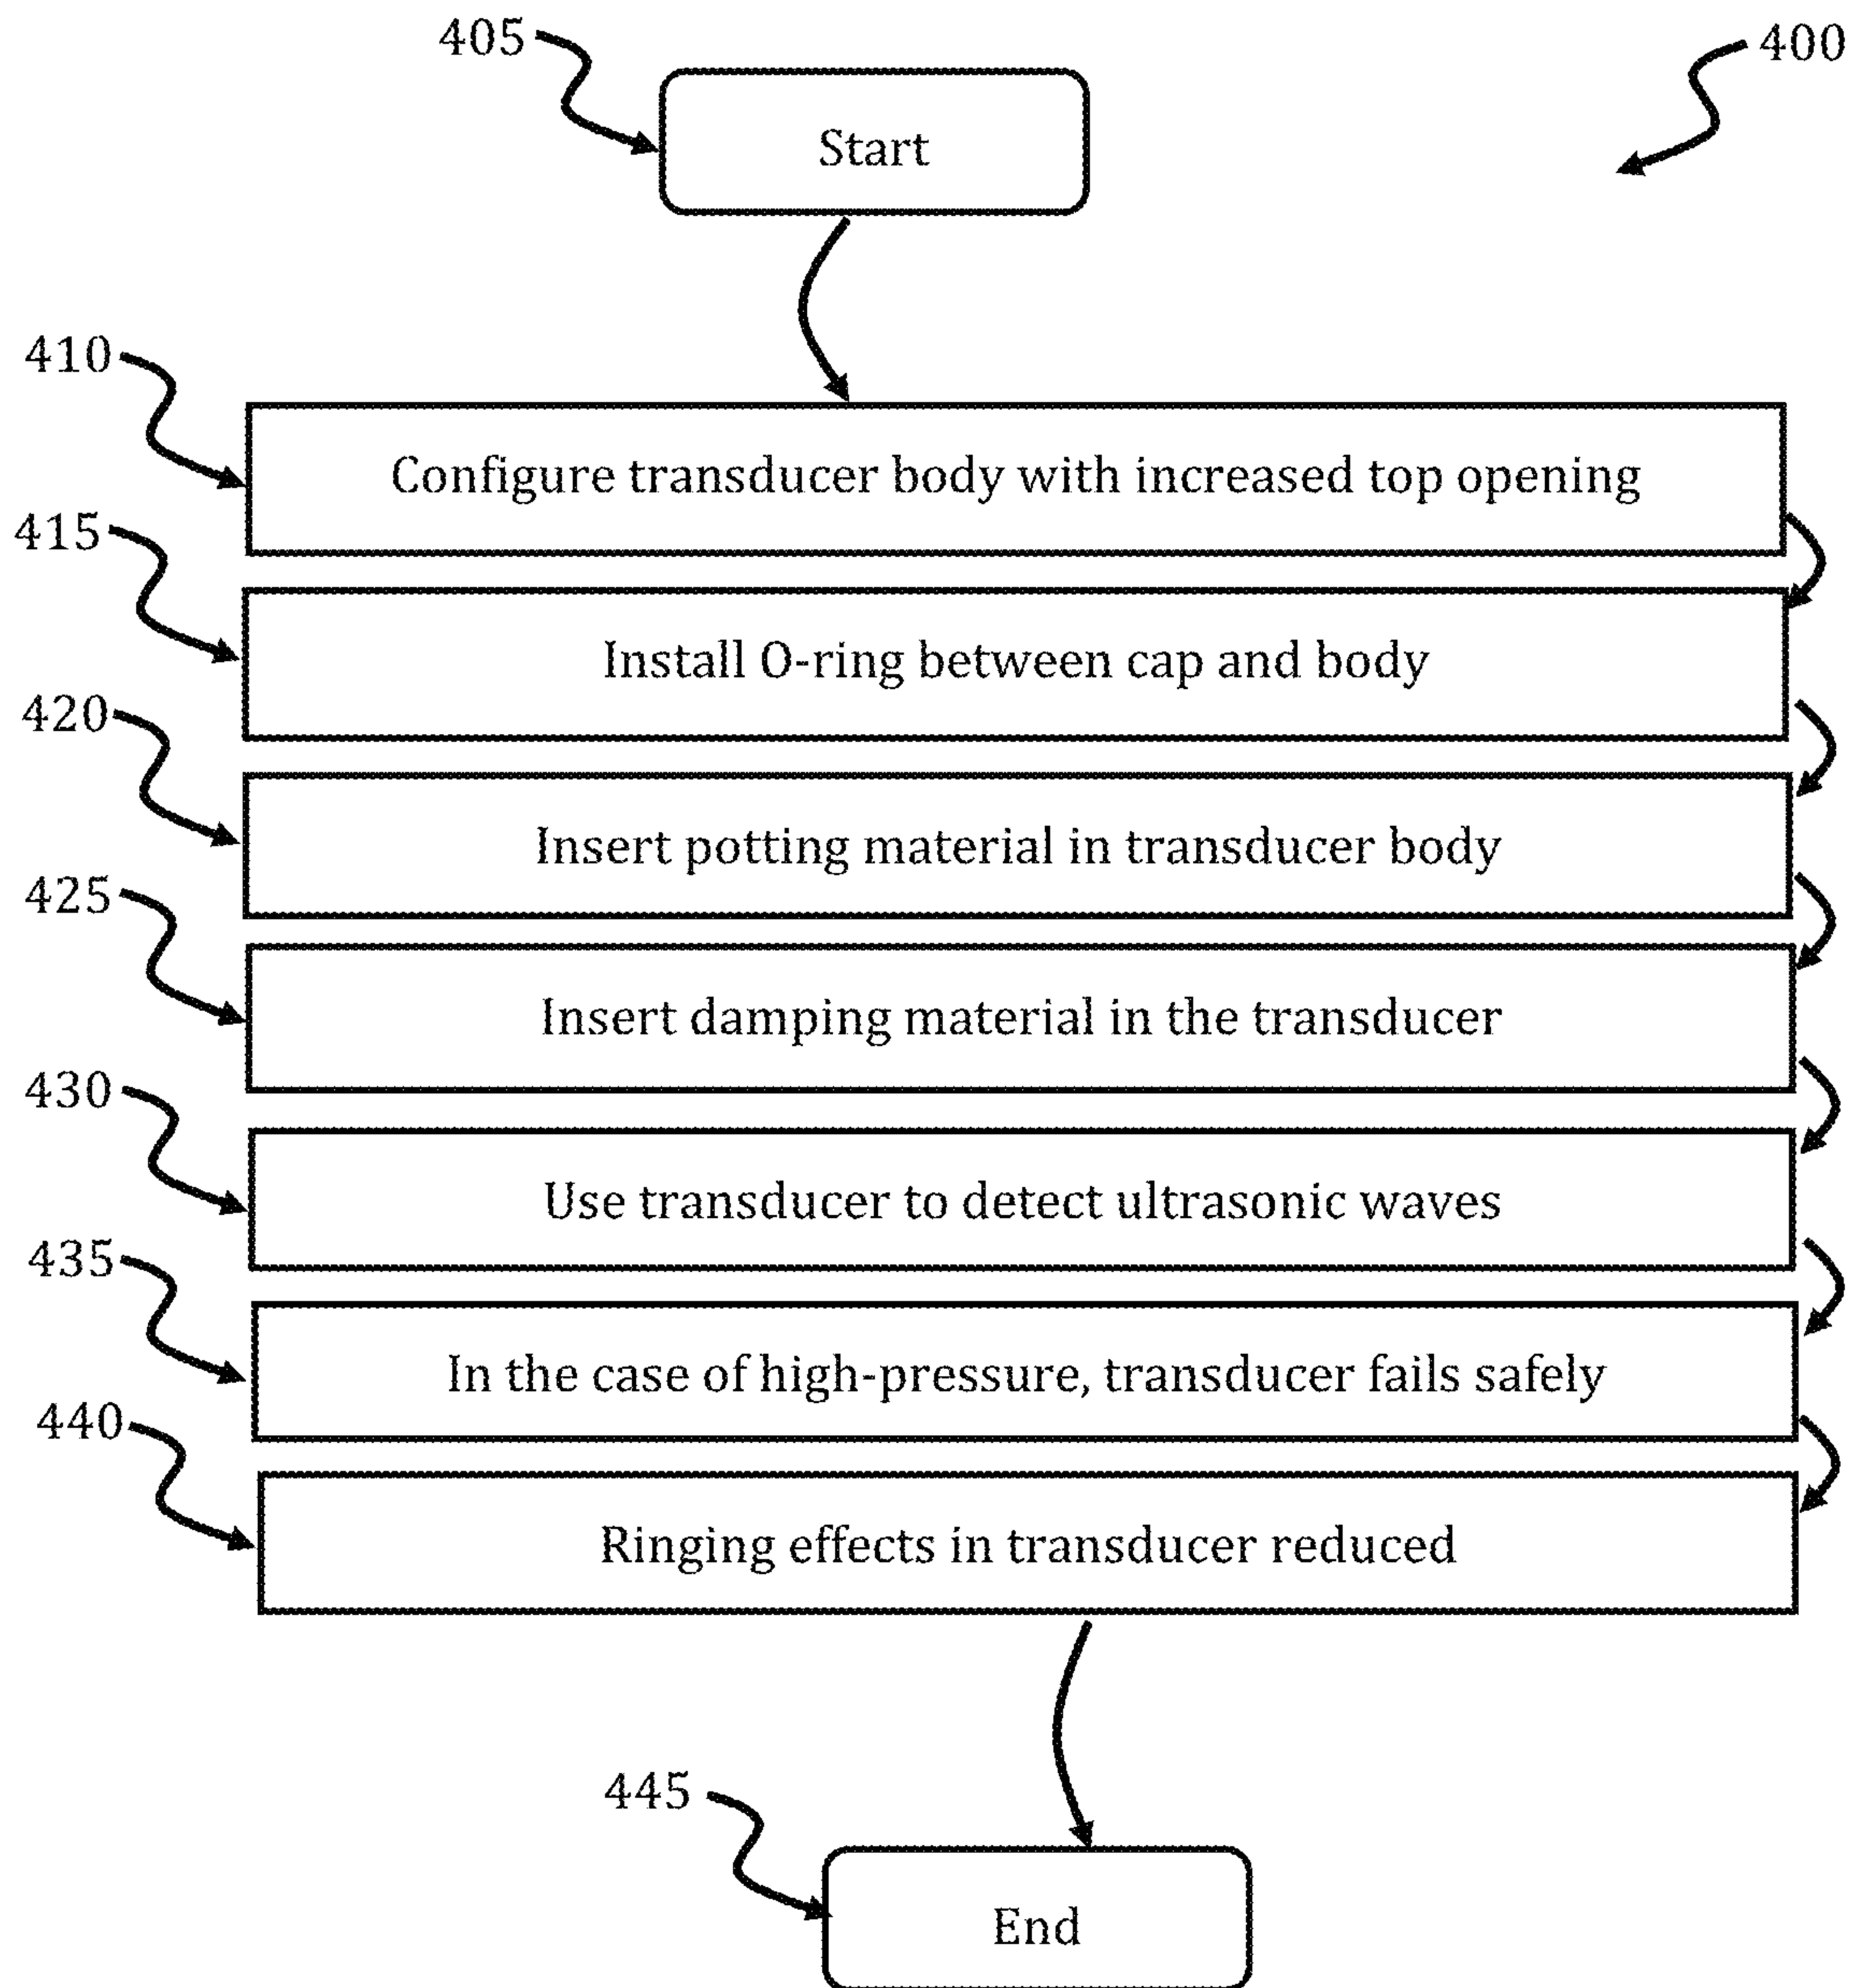 405
400
Start
410
Configure transducer body with increased top opening
415
Install O-ring between cap and body
420
Insert potting material in transducer body
425
Insert damping material in the transducer
430
Use transducer to detect ultrasonic waves
435
In the case of high-pressure, transducer fails safely
440
Ringing effects in transducer reduced
445
End